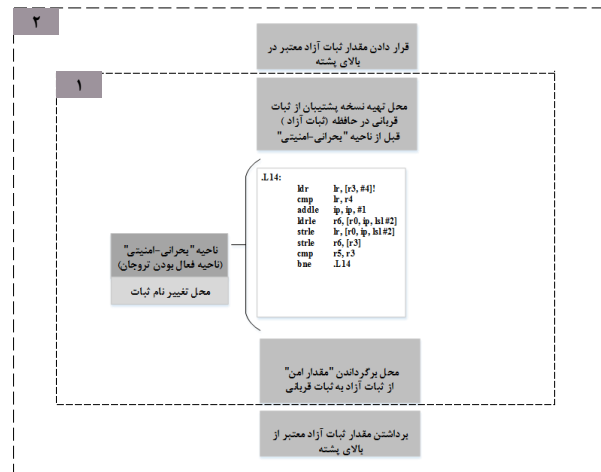 ۲
قرار دادن مقدار ثبات آزاد معتبر در
بالای پشته
۱
محل تهیه نسخه پشتیبان از ثبات
قربانی در حافظه (ثبات آزاد )
قبل از ناحیه "بحرانی-امنیتی"
.L14:
ldr lr, [r3, #4]!
cmp lr, r4
addle ip, ip, #1
ldrle r6, [r0, ip, lsl #2]
strle lr, [r0, ip, lsl #2]
strle r6, [r3]
cmp r5, r3
bne .L14
ناحیه "بحرانی-امنیتی"
(ناحیه فعال بودن تروجان)
محل تغییر نام ثبات
محل برگرداندن "مقدار امن"
از ثبات آزاد به ثبات قربانی
برداشتن مقدار ثبات آزاد معتبر از
بالای پشته